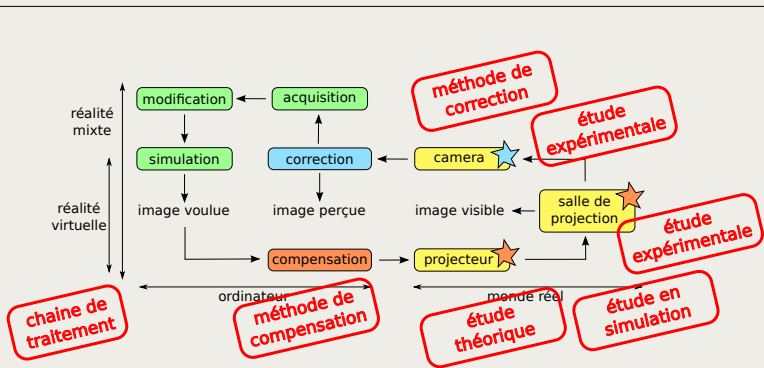 méthode de
correction
étude
expérimentale
réalité
mixte
modification
acquisition
simulation
correction
camera
réalité
virtuelle
image voulue
image perçue
image visible
salle de
projection
étude
expérimentale
compensation
projecteur
ordinateur
monde réel
chaine de
traitement
méthode de
compensation
étude
théorique
étude en
simulation